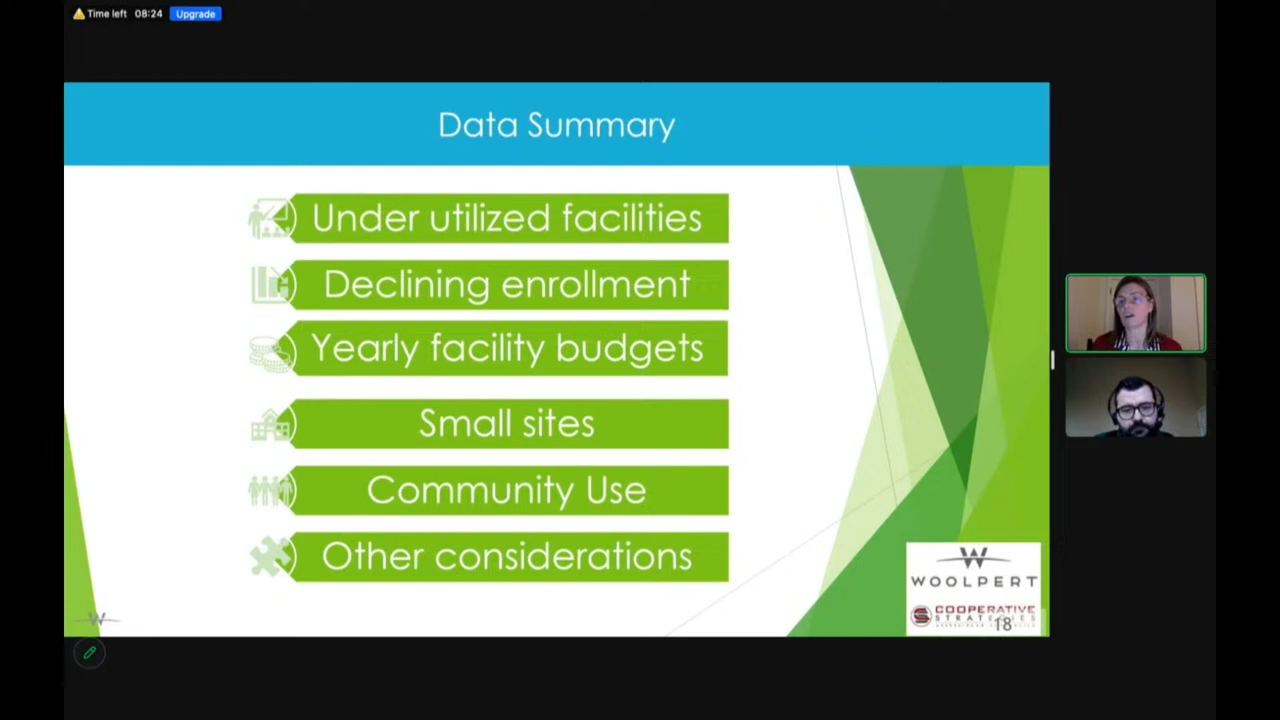 Time left 08:24 Upgrade
Data Summary
Under utilized facilities
Declining enrollment
Yearly facility budgets
Small sites
Community Use
Other considerations
WOOLPERT
COOPERATIVE
STRATEGIES
18